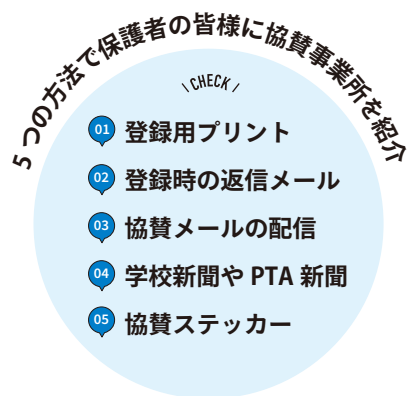 5つの方法で保護者の皆様に協賛事業所を紹介
\ CHECK /
01 登録用プリント
02 登録時の返信メール
03 協賛メールの配信
04 学校新聞や PTA 新聞
05 協賛ステッカー